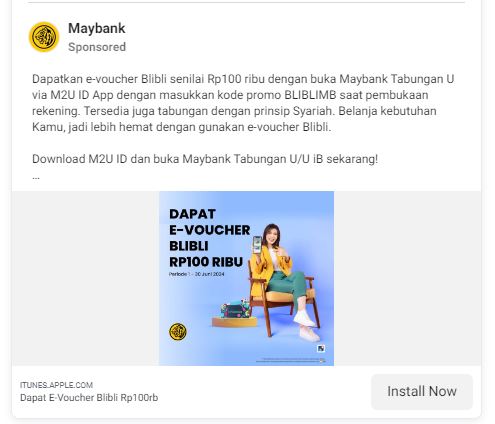 Maybank
Sponsored
Dapatkan e-voucher Blibli senilai Rp100 ribu dengan buka Maybank Tabungan U
via M2U ID App dengan masukkan kode promo BLIBLIMB saat pembukaan
rekening. Tersedia juga tabungan dengan prinsip Syariah. Belanja kebutuhan
Kamu, jadi lebih hemat dengan gunakan e-voucher Blibli.
Download M2U ID dan buka Maybank Tabungan U/U iB sekarang!
...
DAPAT
E-VOUCHER
BLIBLI
RP100 RIBU
Periode 1 - 30 Juni 2024
ITUNES.APPLE.COM
Dapat E-Voucher Blibli Rp100rb
Install Now